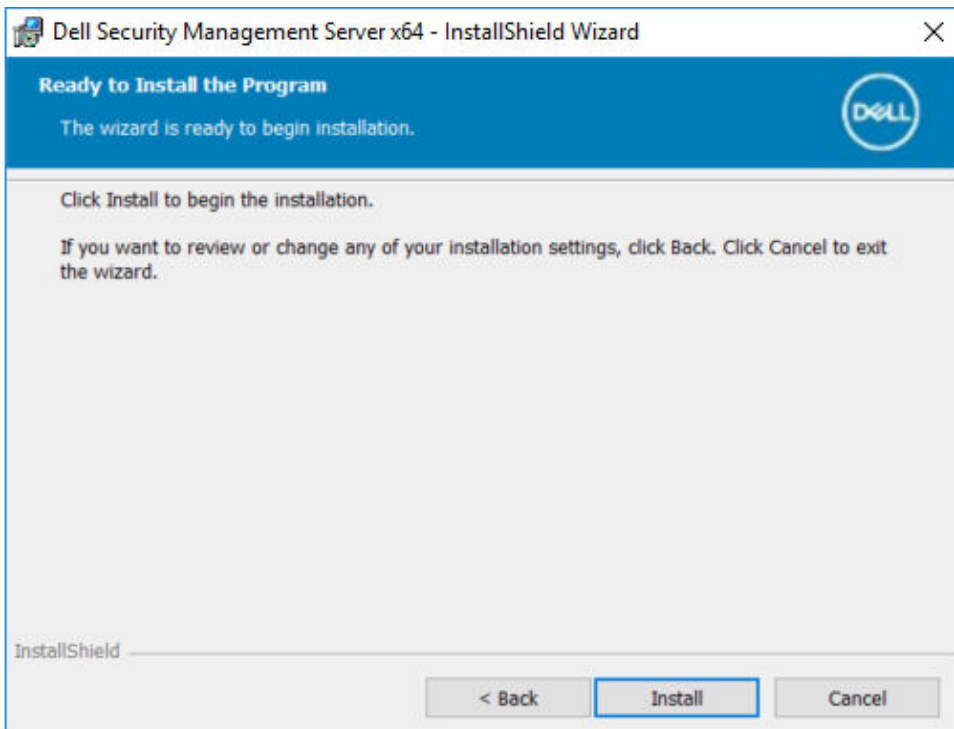 Dell Security Management Server x64 - InstallShield Wizard
Ready to Install the Program
The wizard is ready to begin installation.
DELL
Click Install to begin the installation.
If you want to review or change any of your installation settings, click Back. Click Cancel to exit
the wizard.
InstallShield
< Back
Install
Cancel